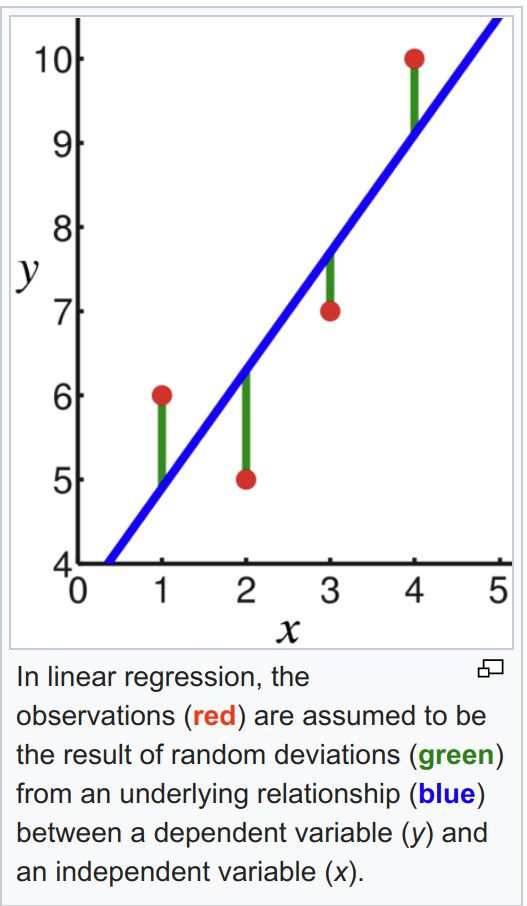 10
9
8
y
7
6
5
4
0 1 2 3 4 5
x
In linear regression, the
observations (red) are assumed to be
the result of random deviations (green)
from an underlying relationship (blue)
between a dependent variable (y) and
an independent variable (x).